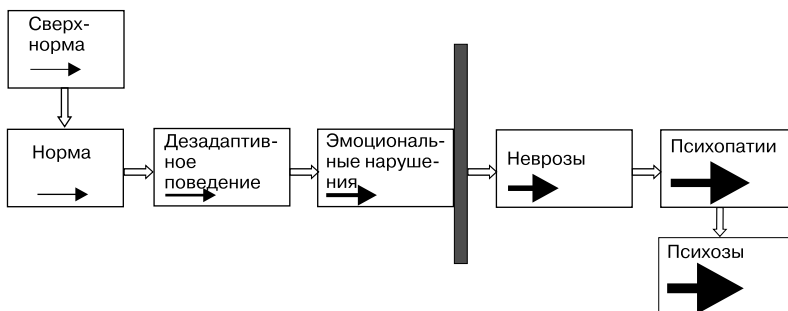 Сверх-
норма
Норма
Дезадаптив-
ное
поведение
Эмоциональ-
ные наруше-
ния
Неврозы
Психопатии
Психозы